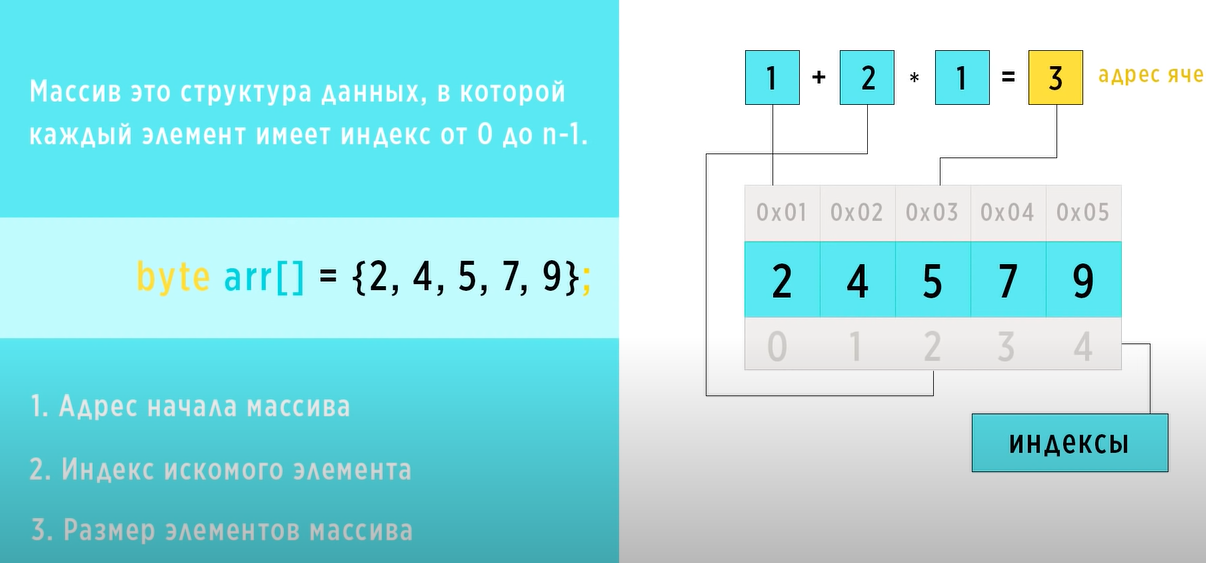 Массив это структура данных, в которой
каждый элемент имеет индекс от 0 до n-1.
byte arr[] = {2, 4, 5, 7, 9};
1. Адрес начала массива
2. Индекс искомого элемента
3. Размер элементов массива
1 + 2 * 1 = 3 адрес яче
0x01 0x02 0x03 0x04 0x05
2 4 5 7 9
0 1 2 3 4
индексы